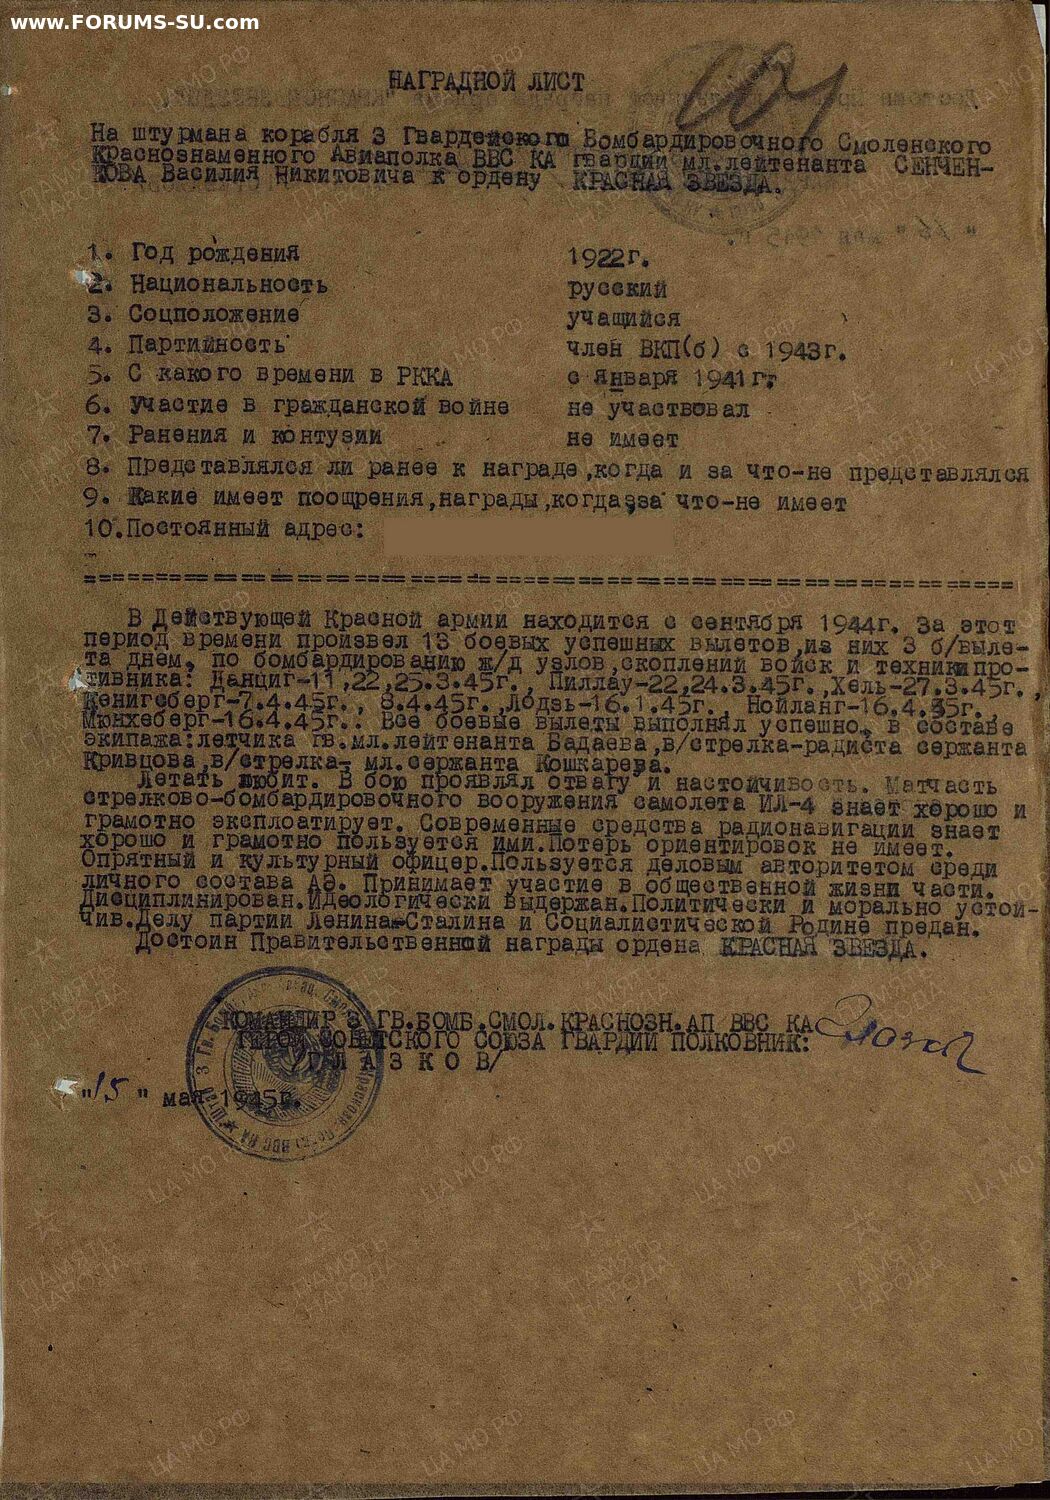 www.FORUMS-SU.com
НАГРАДНОЙ ЛИСТ
На штурмана корабля 3 Гвардейского Бомбардировочного Смоленского
Краснознаменного Авиаполка ВВС КА гвардии мл.лейтенанта СЕНЧЕН-
КОВА Василия Никитовича к ордену КРАСНАЯ ЗВЕЗДА.
1. Год рождения 1922г.
2. Национальность русский
3. Соцположение учащийся
4. Партийность член ВКП(б) с 1943г.
5. С какого времени в РККА с января 1941г.
6. Участие в гражданской войне не участвовал
7. Ранения и контузии не имеет
8. Представлялся ли ранее к награде,когда и за что-не представлялся
9. Какие имеет поощрения,награды,когда,за что-не имеет
10.Постоянный адрес:
В Действующей Красной армии находится с сентября 1944г. За этот
период времени произвел 13 боевых успешных вылетов,из них 3 б/выле-
та днем, по бомбардированию ж/д узлов,скоплений войск и техники про-
тивника: Данциг-11,22,25.3.45г., Пиллау-22,24.3.45г.,Хель-27.3.45г.,
Кенигсберг-7.4.45г., 8.4.45г.,Лодзь-16.1.45г., Нойланг-16.4.45г.,
Мюнхеберг-16.4.45г.. Все боевые вылеты выполнял успешно, в составе
экипажа:летчика гв.мл.лейтенанта Бадаева,в/стрелка-радиста сержанта
Кривцова,в/стрелка- мл.сержанта Кошкарева.
Летать любит. В бою проявлял отвагу и настойчивость. Матчасть
стрелково-бомбардировочного вооружения самолета ИЛ-4 знает хорошо и
грамотно эксплоатирует. Современные средства радионавигации знает
хорошо и грамотно пользуется ими.Потерь ориентировок не имеет.
Опрятный и культурный офицер.Пользуется деловым авторитетом среди
личного состава АЭ. Принимает участие в общественной жизни части.
Дисциплинирован.Идеологически выдержан.Политически и морально устой-
чив.Делу партии Ленина-Сталина и Социалистической Родине предан.
Достоин Правительственной награды ордена КРАСНАЯ ЗВЕЗДА.
КОМАНДИР 3 ГВ.БОМБ.СМОЛ.КРАСНОЗН.АП ВВС КА
ГЕРОЙ СОВЕТСКОГО СОЮЗА ГВАРДИИ ПОЛКОВНИК:
/Г Л А З К О В/
"15" мая 1945г.